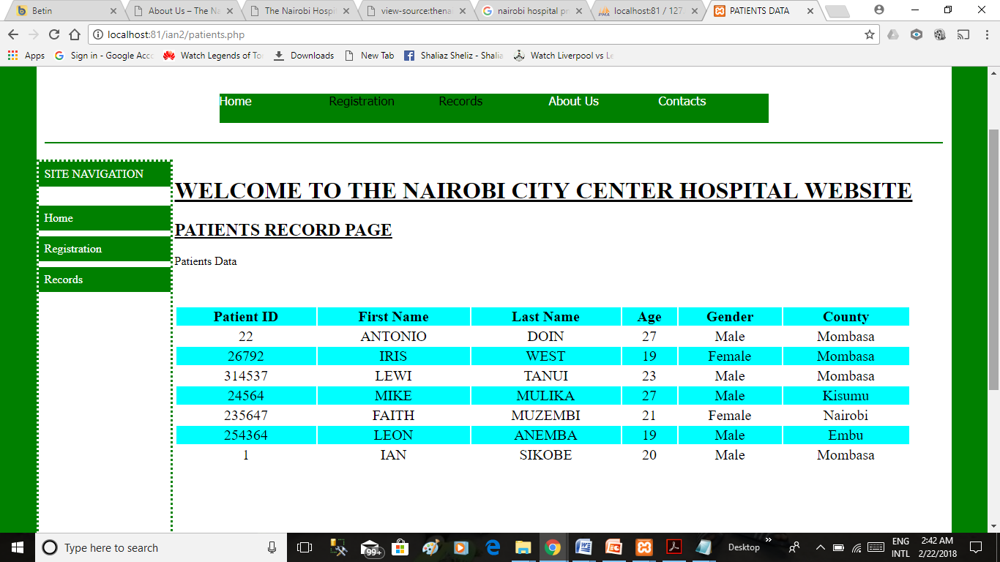 Betin About Us – The Na The Nairobi Hospi view-source:thena nairobi hospital pr localhost:81 / 127. PATIENTS DATA
localhost:81/ian2/patients.php
Apps Sign in - Google Acc Watch Legends of To Downloads New Tab Shaliaz Sheliz - Shalia Watch Liverpool vs Le
Home Registration Records About Us Contacts
SITE NAVIGATION
Home
Registration
Records
WELCOME TO THE NAIROBI CITY CENTER HOSPITAL WEBSITE
PATIENTS RECORD PAGE
Patients Data
Patient ID First Name Last Name Age Gender County
22 ANTONIO DOIN 27 Male Mombasa
26792 IRIS WEST 19 Female Mombasa
314537 LEWI TANUI 23 Male Mombasa
24564 MIKE MULIKA 27 Male Kisumu
235647 FAITH MUZEMBI 21 Female Nairobi
254364 LEON ANEMBA 19 Male Embu
1 IAN SIKOBE 20 Male Mombasa
Type here to search 99+ Desktop ENG 2:42 AM
INTL 2/22/2018